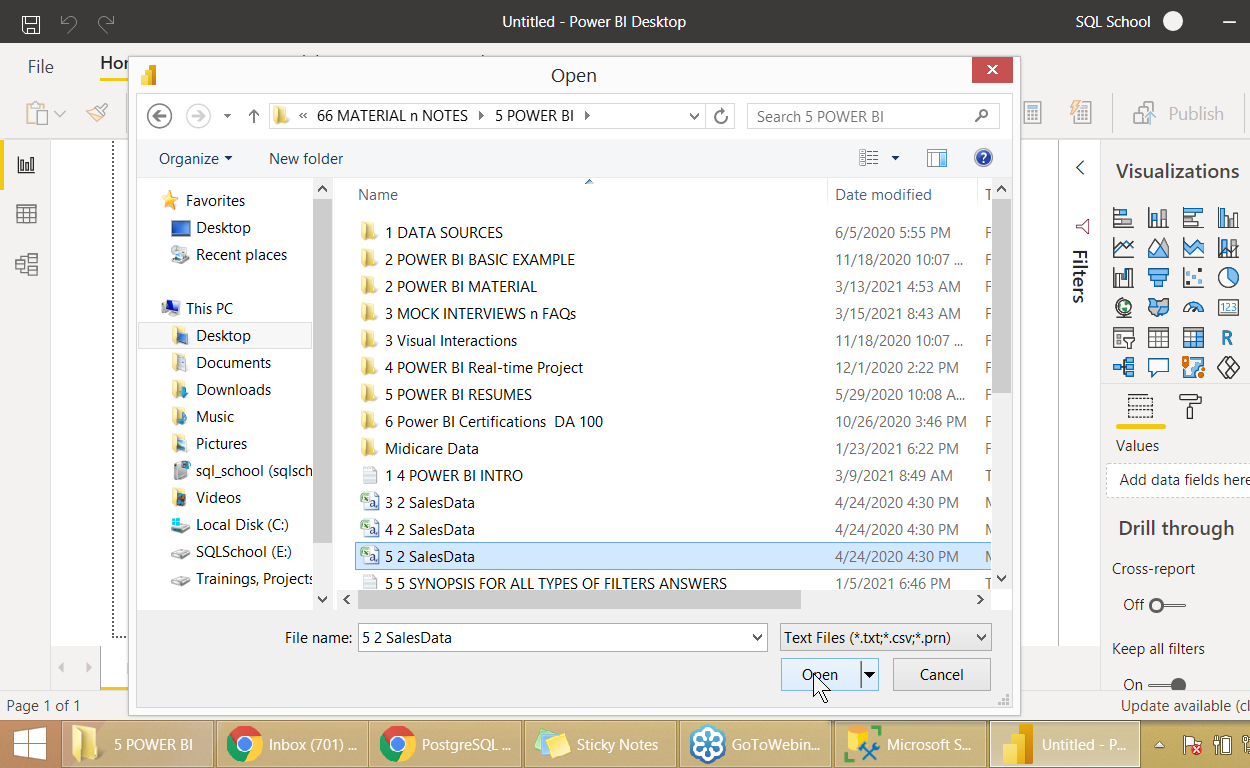 Untitled - Power BI Desktop
SQL School
File
Ho
Publish
Open
« 66 MATERIAL n NOTES 5 POWER BI
Search 5 POWER BI
Organize
New folder
Favorites
Desktop
Recent places
This PC
Desktop
Documents
Downloads
Music
Pictures
sql_school (sqlsch
Videos
Local Disk (C:)
SQLSchool (E:)
Trainings, Projects
Name Date modified T
1 DATA SOURCES 6/5/2020 5:55 PM F
2 POWER BI BASIC EXAMPLE 11/18/2020 10:07 ... F
2 POWER BI MATERIAL 3/13/2021 4:53 AM F
3 MOCK INTERVIEWS n FAQs 3/15/2021 8:43 AM F
3 Visual Interactions 11/18/2020 10:07 ... F
4 POWER BI Real-time Project 12/1/2020 2:22 PM F
5 POWER BI RESUMES 5/29/2020 10:08 A... F
6 Power BI Certifications  DA 100 10/26/2020 3:46 PM F
Midicare Data 1/23/2021 6:22 PM F
1 4 POWER BI INTRO 3/9/2021 8:49 AM T
3 2 SalesData 4/24/2020 4:30 PM M
4 2 SalesData 4/24/2020 4:30 PM M
5 2 SalesData 4/24/2020 4:30 PM M
5 5 SYNOPSIS FOR ALL TYPES OF FILTERS ANSWERS 1/5/2021 6:46 PM T
File name: 5 2 SalesData
Text Files (*.txt;*.csv;*.prn)
Open
Cancel
Filters
Visualizations
123
R
Values
Add data fields here
Drill through
Cross-report
Off
Keep all filters
On
Page 1 of 1
Update available (cl
5 POWER BI
Inbox (701) ...
PostgreSQL ...
Sticky Notes
GoToWebin...
Microsoft S...
Untitled - P...